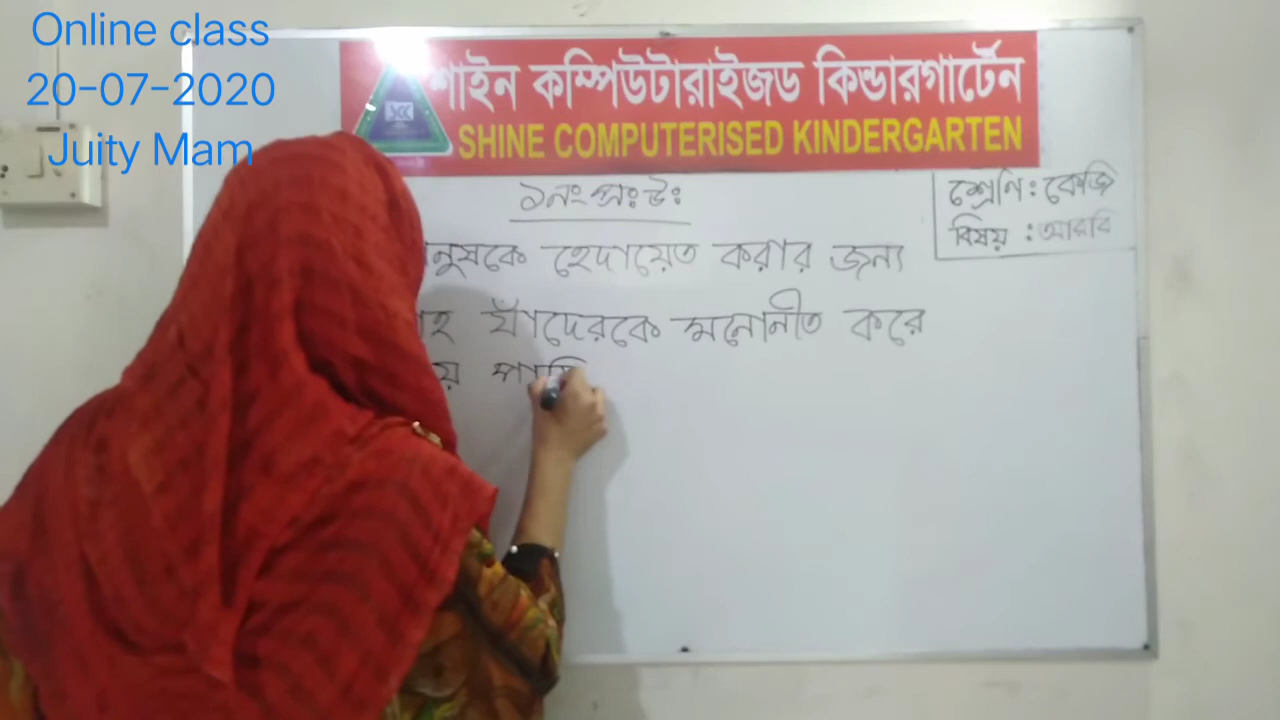 Online class
20-07-2020
Juity Mam
শাইন কম্পিউটারাইজড কিন্ডারগার্টেন
SHINE COMPUTERISED KINDERGARTEN
১নং প্রঃ উঃ
শ্রেণি : কেজি
বিষয় : আরবি
নুষকে হেদায়েত করার জন্য
হ যাঁদেরকে মনোনীত করে
য় পাঠি